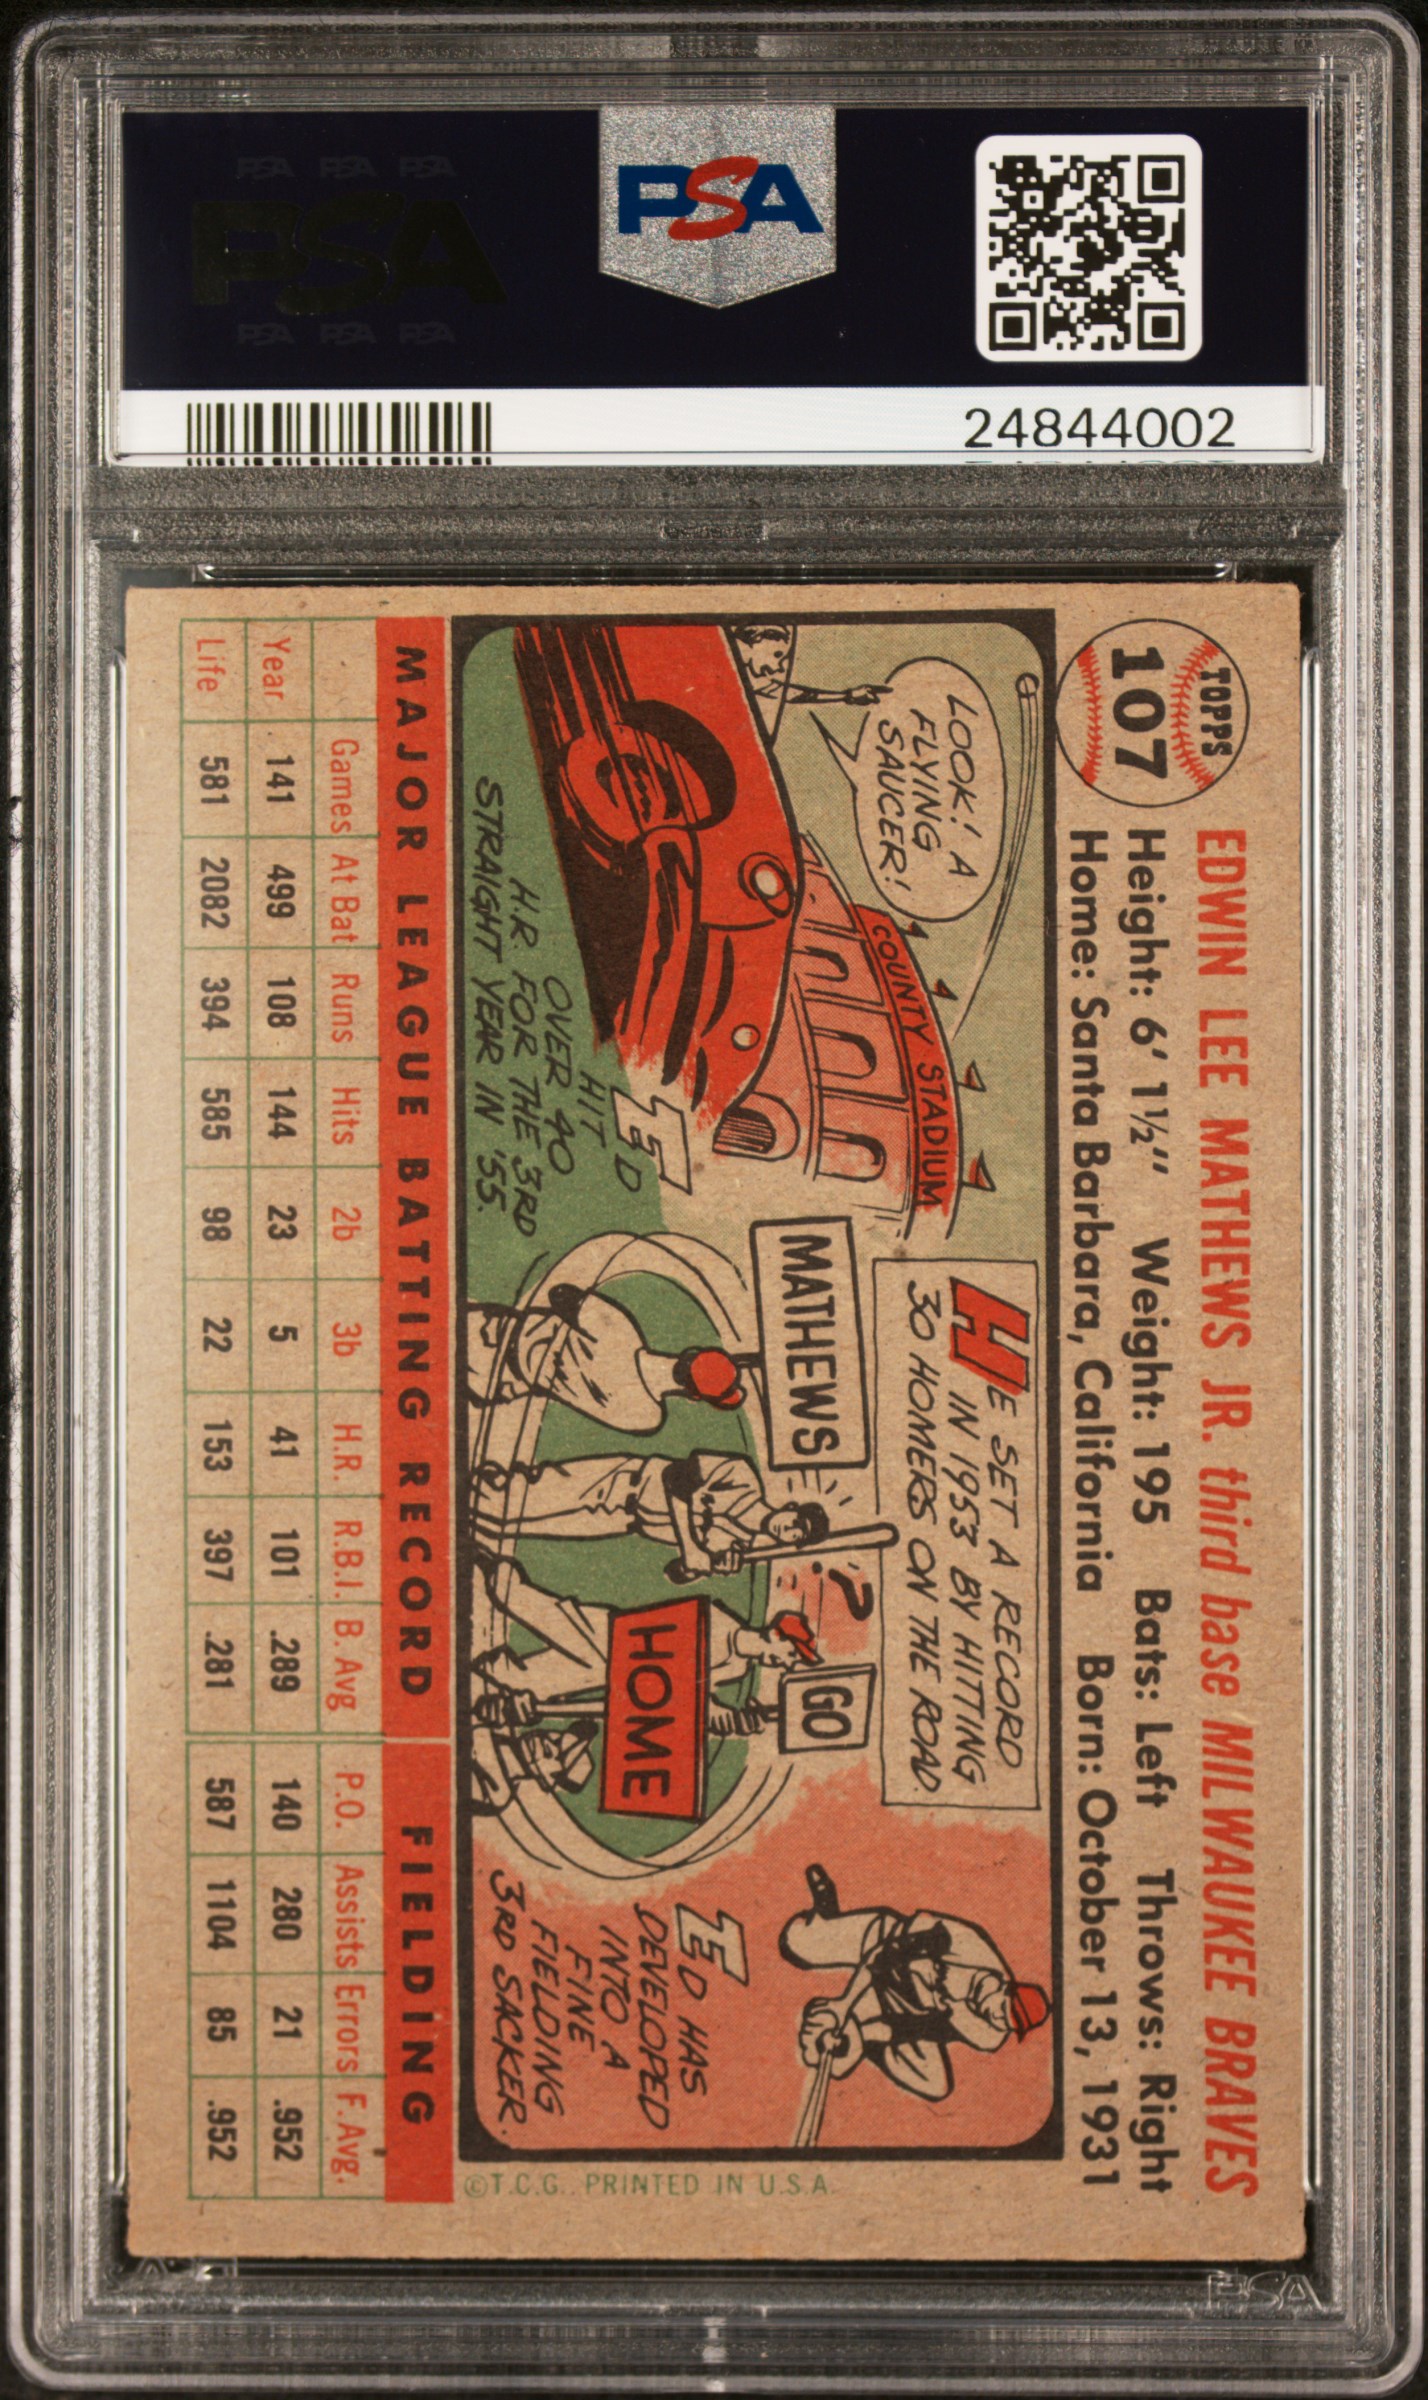 PSA PSA PSA
PSA
PSA PSA PSA
PSA
24844002
TOPPS
107
EDWIN LEE MATHEWS JR. third base MILWAUKEE BRAVES
Height: 6' 1½" Weight: 195 Bats: Left Throws: Right
Home: Santa Barbara, California Born: October 13, 1931
LOOK! A
FLYING
SAUCER!
COUNTY STADIUM
ED
HIT
OVER 40
H.R. FOR THE 3RD
STRAIGHT YEAR IN '55.
HE SET A RECORD
IN 1953 BY HITTING
30 HOMERS ON THE ROAD.
MATHEWS
?
GO
HOME
ED HAS
DEVELOPED
INTO A
FINE
FIELDING
3RD SACKER.
MAJOR LEAGUE BATTING RECORD FIELDING
Games At Bat Runs Hits 2b 3b H.R. R.B.I. B. Avg P.O. Assists Errors F. Avg.
Year 141 499 108 144 23 5 41 101 .289 140 280 21 .952
Life 581 2082 394 585 98 22 153 397 .281 587 1104 85 .952
©T.C.G. PRINTED IN U.S.A.
PSA